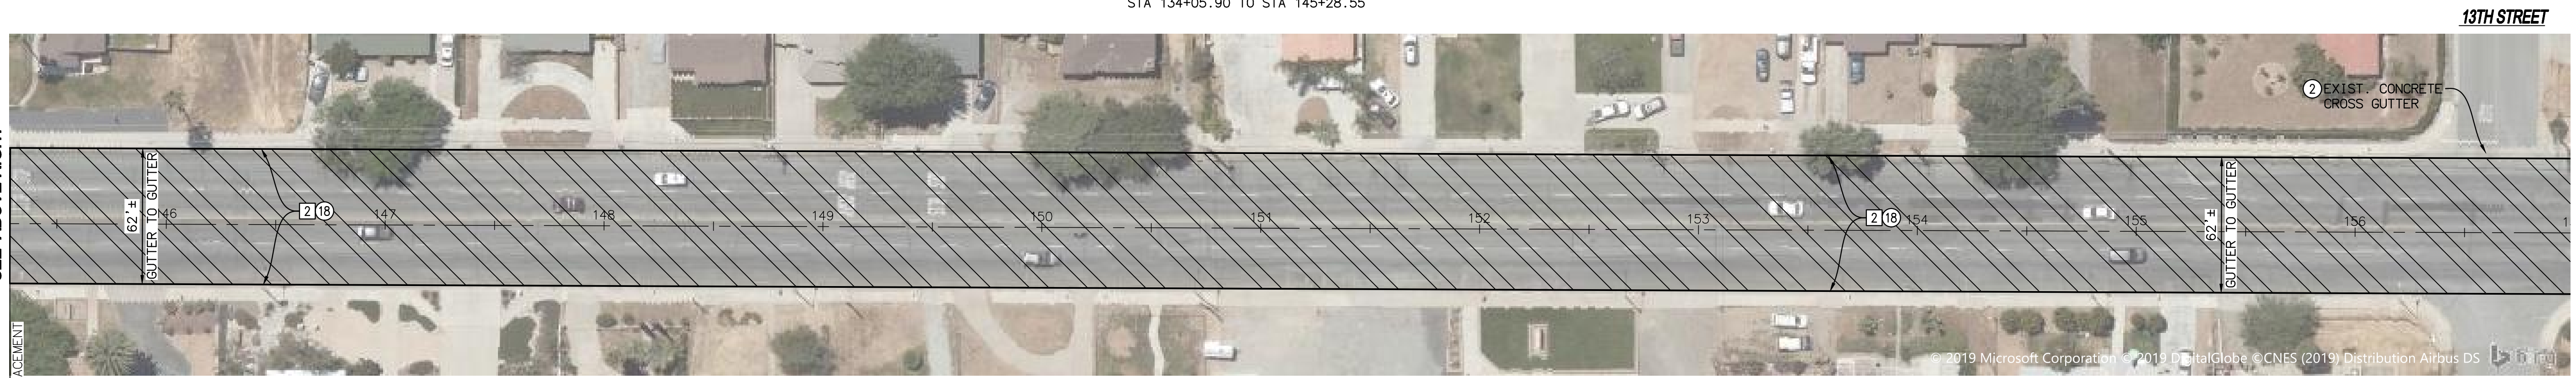 STA 134+05.90 TO STA 145+28.55
13TH STREET
2 EXIST. CONCRETE
CROSS GUTTER
62'±
GUTTER TO GUTTER
46
2 18
147
148
149
150
151
152
153
2 18
154
155
62'±
GUTTER TO GUTTER
156
1
ACEMENT
© 2019 Microsoft Corporation © 2019 DigitalGlobe ©CNES (2019) Distribution Airbus DS
bing